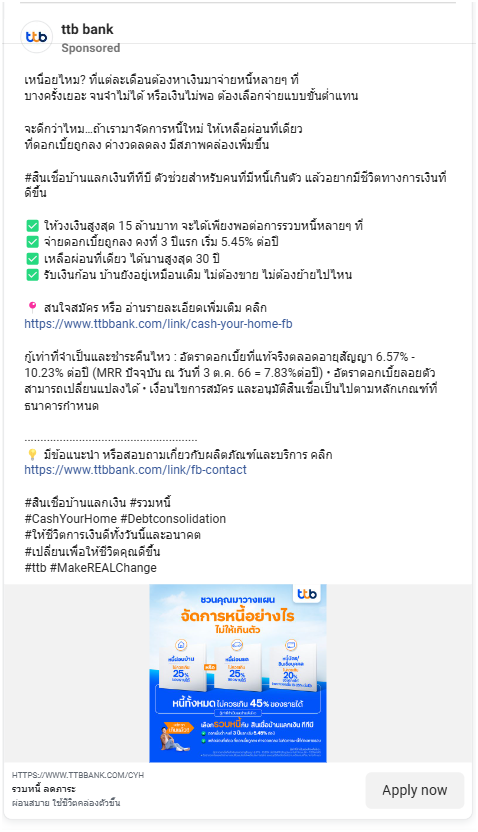 ttb
ttb bank
Sponsored
เหนื่อยไหม? ที่แต่ละเดือนต้องหาเงินมาจ่ายหนี้หลายๆ ที่
บางครั้งเยอะ จนจำไม่ได้ หรือเงินไม่พอ ต้องเลือกจ่ายแบบขั้นต่ำแทน
จะดีกว่าไหม...ถ้าเรามาจัดการหนี้ใหม่ ให้เหลือผ่อนที่เดียว
ที่ดอกเบี้ยถูกลง ค่างวดลดลง มีสภาพคล่องเพิ่มขึ้น
#สินเชื่อบ้านแลกเงินทีทีบี ตัวช่วยสำหรับคนที่มีหนี้เกินตัว แล้วอยากมีชีวิตทางการเงินที่
ดีขึ้น
✅ ให้วงเงินสูงสุด 15 ล้านบาท จะได้เพียงพอต่อการรวบหนี้หลายๆ ที่
✅ จ่ายดอกเบี้ยถูกลง คงที่ 3 ปีแรก เริ่ม 5.45% ต่อปี
✅ เหลือผ่อนที่เดียว ได้นานสูงสุด 30 ปี
✅ รับเงินก้อน บ้านยังอยู่เหมือนเดิม ไม่ต้องขาย ไม่ต้องย้ายไปไหน
📍 สนใจสมัคร หรือ อ่านรายละเอียดเพิ่มเติม คลิก
https://www.ttbbank.com/link/cash-your-home-fb
กู้เท่าที่จำเป็นและชำระคืนไหว : อัตราดอกเบี้ยที่แท้จริงตลอดอายุสัญญา 6.57% -
10.23% ต่อปี (MRR ปัจจุบัน ณ วันที่ 3 ต.ค. 66 = 7.83%ต่อปี) • อัตราดอกเบี้ยลอยตัว
สามารถเปลี่ยนแปลงได้ • เงื่อนไขการสมัคร และอนุมัติสินเชื่อเป็นไปตามหลักเกณฑ์ที่
ธนาคารกำหนด
......................................................
💡 มีข้อแนะนำ หรือสอบถามเกี่ยวกับผลิตภัณฑ์และบริการ คลิก
https://www.ttbbank.com/link/fb-contact
#สินเชื่อบ้านแลกเงิน #รวมหนี้
#CashYourHome #Debtconsolidation
#ให้ชีวิตการเงินดีทั้งวันนี้และอนาคต
#เปลี่ยนเพื่อให้ชีวิตคุณดีขึ้น
#ttb #MakeREALChange
ttb
ชวนคุณมาวางแผน
จัดการหนี้อย่างไร
ไม่ให้เกินตัว
หนี้ผ่อนบ้าน
ไม่ควรเกิน
25%
ของรายได้
หนี้ผ่อนรถ
ไม่ควรเกิน
25%
ของรายได้
ไม่ควรเกิน
20%
หนี้ทั้งหมด ไม่ควรเกิน 45% ของรายได้
เลือกรวบหนี้กับ สินเชื่อบ้านแลกเงิน ทีทีบี
HTTPS://WWW.TTBBANK.COM/CYH
รวบหนี้ ลดภาระ
ผ่อนสบาย ใช้ชีวิตคล่องตัวขึ้น
Apply now